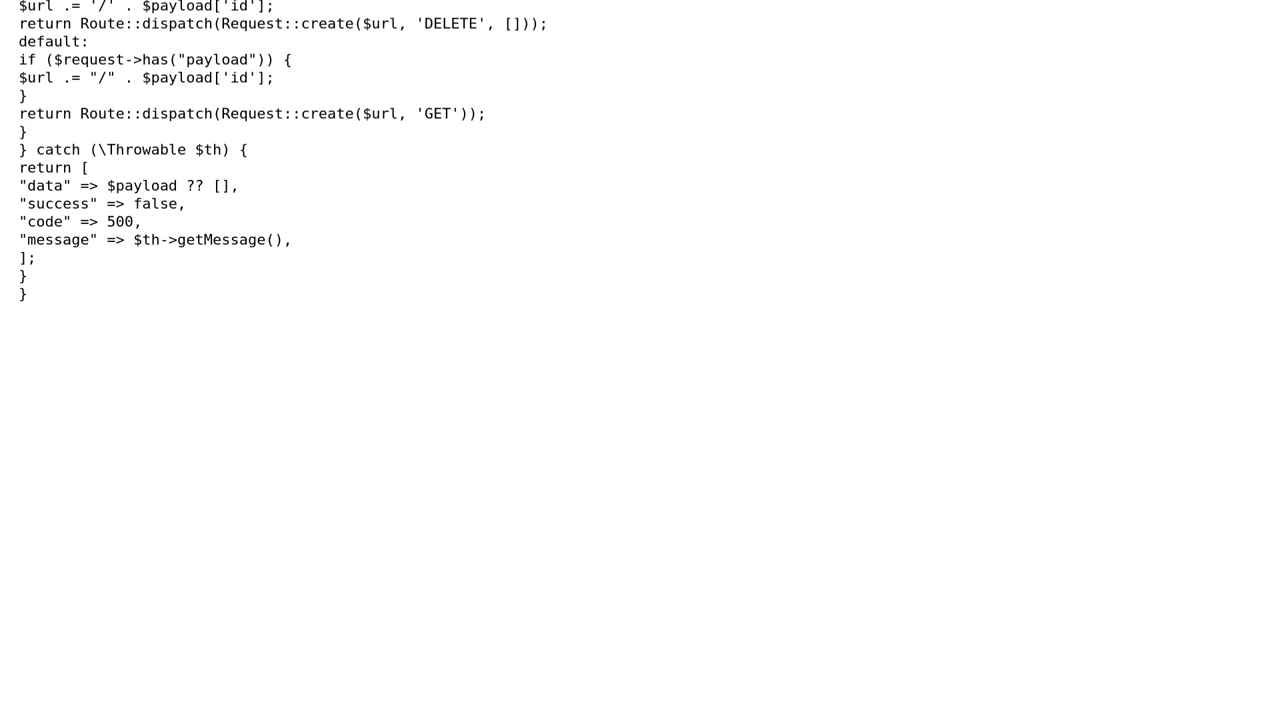 $url .= '/' . $payload['id'];
return Route::dispatch(Request::create($url, 'DELETE', []));
default:
if ($request->has("payload")) {
$url .= "/" . $payload['id'];
}
return Route::dispatch(Request::create($url, 'GET'));
}
} catch (\Throwable $th) {
return [
"data" => $payload ?? [],
"success" => false,
"code" => 500,
"message" => $th->getMessage(),
];
}
}